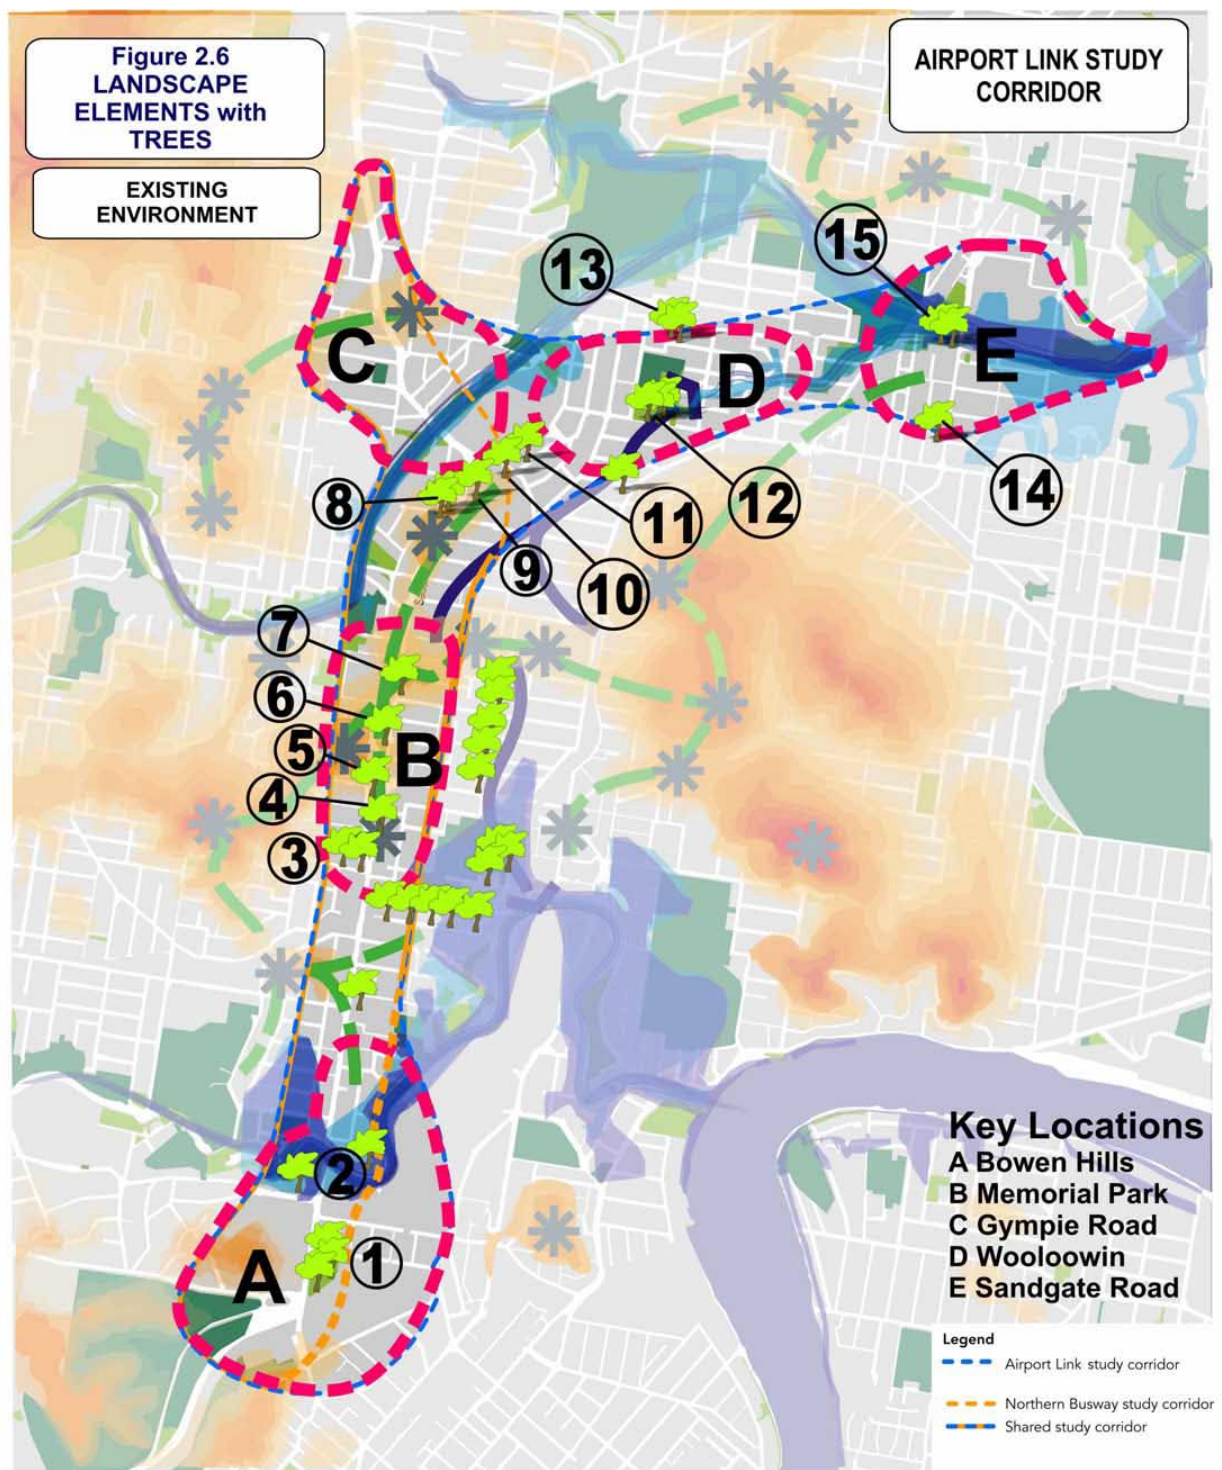 Figure 2.6
LANDSCAPE
ELEMENTS with
TREES
EXISTING
ENVIRONMENT
AIRPORT LINK STUDY
CORRIDOR
15
13
C
D
E
8
12
14
11
9
10
7
6
5
B
4
3
2
A
1
Key Locations
A Bowen Hills
B Memorial Park
C Gympie Road
D Wooloowin
E Sandgate Road
Legend
Airport Link study corridor
Northern Busway study corridor
Shared study corridor